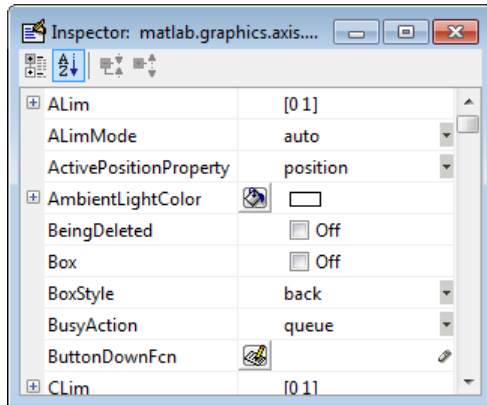 Inspector: matlab.graphics.axis....
ALim [0 1]
ALimMode auto
ActivePositionProperty position
AmbientLightColor
BeingDeleted Off
Box Off
BoxStyle back
BusyAction queue
ButtonDownFcn
CLim [0 1]